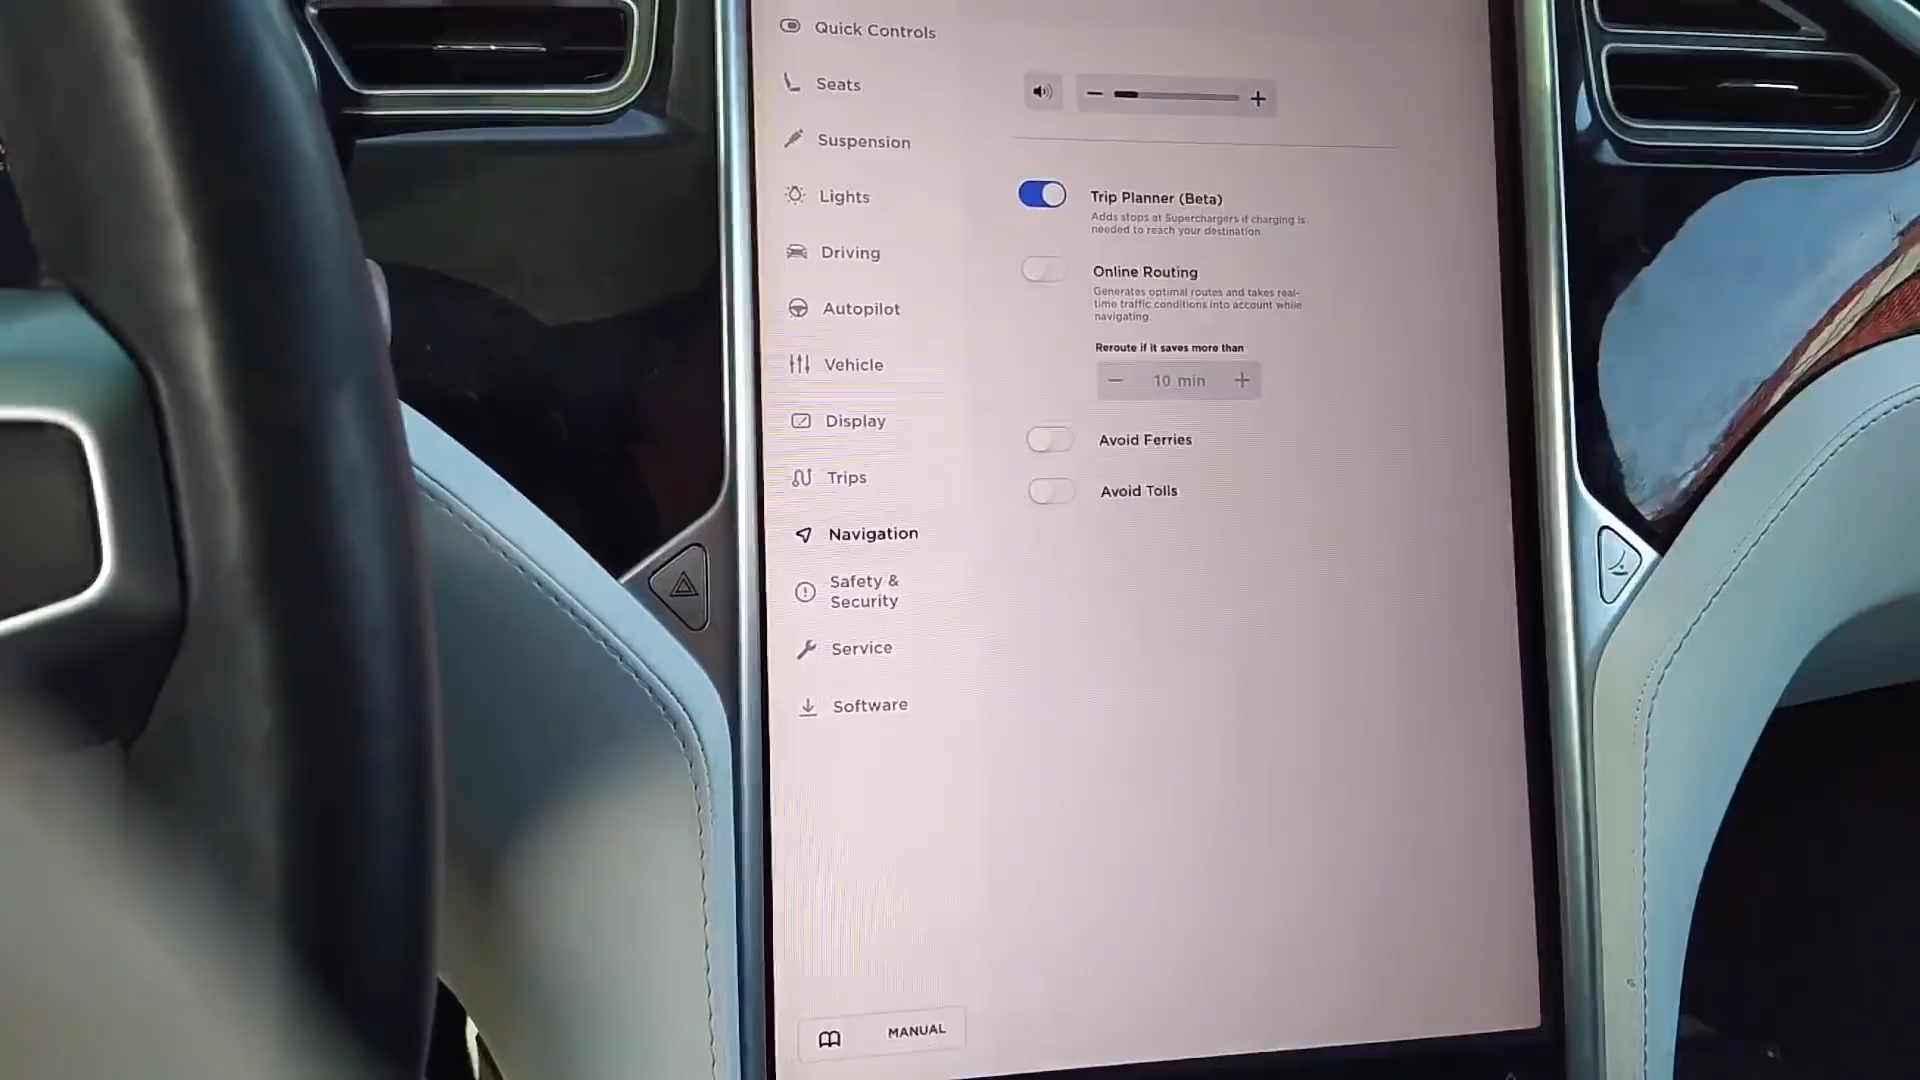 Quick Controls
Seats
Suspension
Lights
Driving
Autopilot
Vehicle
Display
Trips
Navigation
Safety &
Security
Service
Software
MANUAL
Trip Planner (Beta)
Adds stops at Superchargers if charging is
needed to reach your destination.
Online Routing
Generates optimal routes and takes real-
time traffic conditions into account while
navigating.
Reroute if it saves more than
− 10 min +
Avoid Ferries
Avoid Tolls